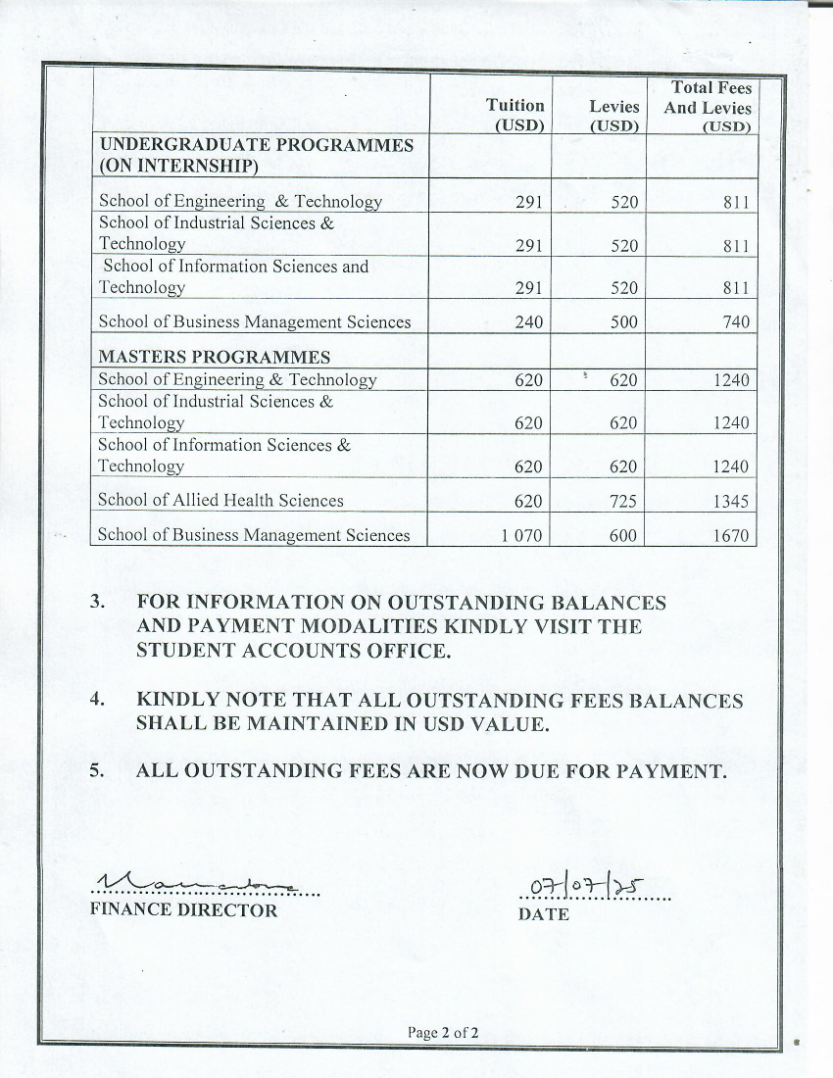 Tuition (USD) Levies (USD) Total Fees And Levies (USD)
UNDERGRADUATE PROGRAMMES
(ON INTERNSHIP)
School of Engineering & Technology 291 520 811
School of Industrial Sciences &
Technology 291 520 811
School of Information Sciences and
Technology 291 520 811
School of Business Management Sciences 240 500 740
MASTERS PROGRAMMES
School of Engineering & Technology 620 620 1240
School of Industrial Sciences &
Technology 620 620 1240
School of Information Sciences &
Technology 620 620 1240
School of Allied Health Sciences 620 725 1345
School of Business Management Sciences 1 070 600 1670
3. FOR INFORMATION ON OUTSTANDING BALANCES
AND PAYMENT MODALITIES KINDLY VISIT THE
STUDENT ACCOUNTS OFFICE.
4. KINDLY NOTE THAT ALL OUTSTANDING FEES BALANCES
SHALL BE MAINTAINED IN USD VALUE.
5. ALL OUTSTANDING FEES ARE NOW DUE FOR PAYMENT.
07/07/25
FINANCE DIRECTOR DATE
Page 2 of 2